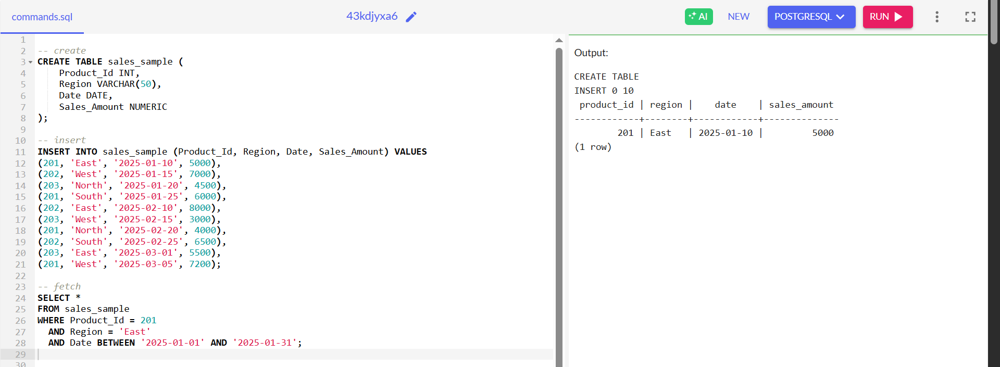 commands.sql
43kdjyxa6
AI
NEW
POSTGRESQL
RUN
1
2 -- create
3 CREATE TABLE sales_sample (
4     Product_Id INT,
5     Region VARCHAR(50),
6     Date DATE,
7     Sales_Amount NUMERIC
8 );
9
10 -- insert
11 INSERT INTO sales_sample (Product_Id, Region, Date, Sales_Amount) VALUES
12 (201, 'East', '2025-01-10', 5000),
13 (202, 'West', '2025-01-15', 7000),
14 (203, 'North', '2025-01-20', 4500),
15 (201, 'South', '2025-01-25', 6000),
16 (202, 'East', '2025-02-10', 8000),
17 (203, 'West', '2025-02-15', 3000),
18 (201, 'North', '2025-02-20', 4000),
19 (202, 'South', '2025-02-25', 6500),
20 (203, 'East', '2025-03-01', 5500),
21 (201, 'West', '2025-03-05', 7200);
22
23 -- fetch
24 SELECT *
25 FROM sales_sample
26 WHERE Product_Id = 201
27   AND Region = 'East'
28   AND Date BETWEEN '2025-01-01' AND '2025-01-31';
29
30
Output:
CREATE TABLE
INSERT 0 10
 product_id | region |    date    | sales_amount
------------+--------+------------+--------------
        201 | East   | 2025-01-10 |         5000
(1 row)